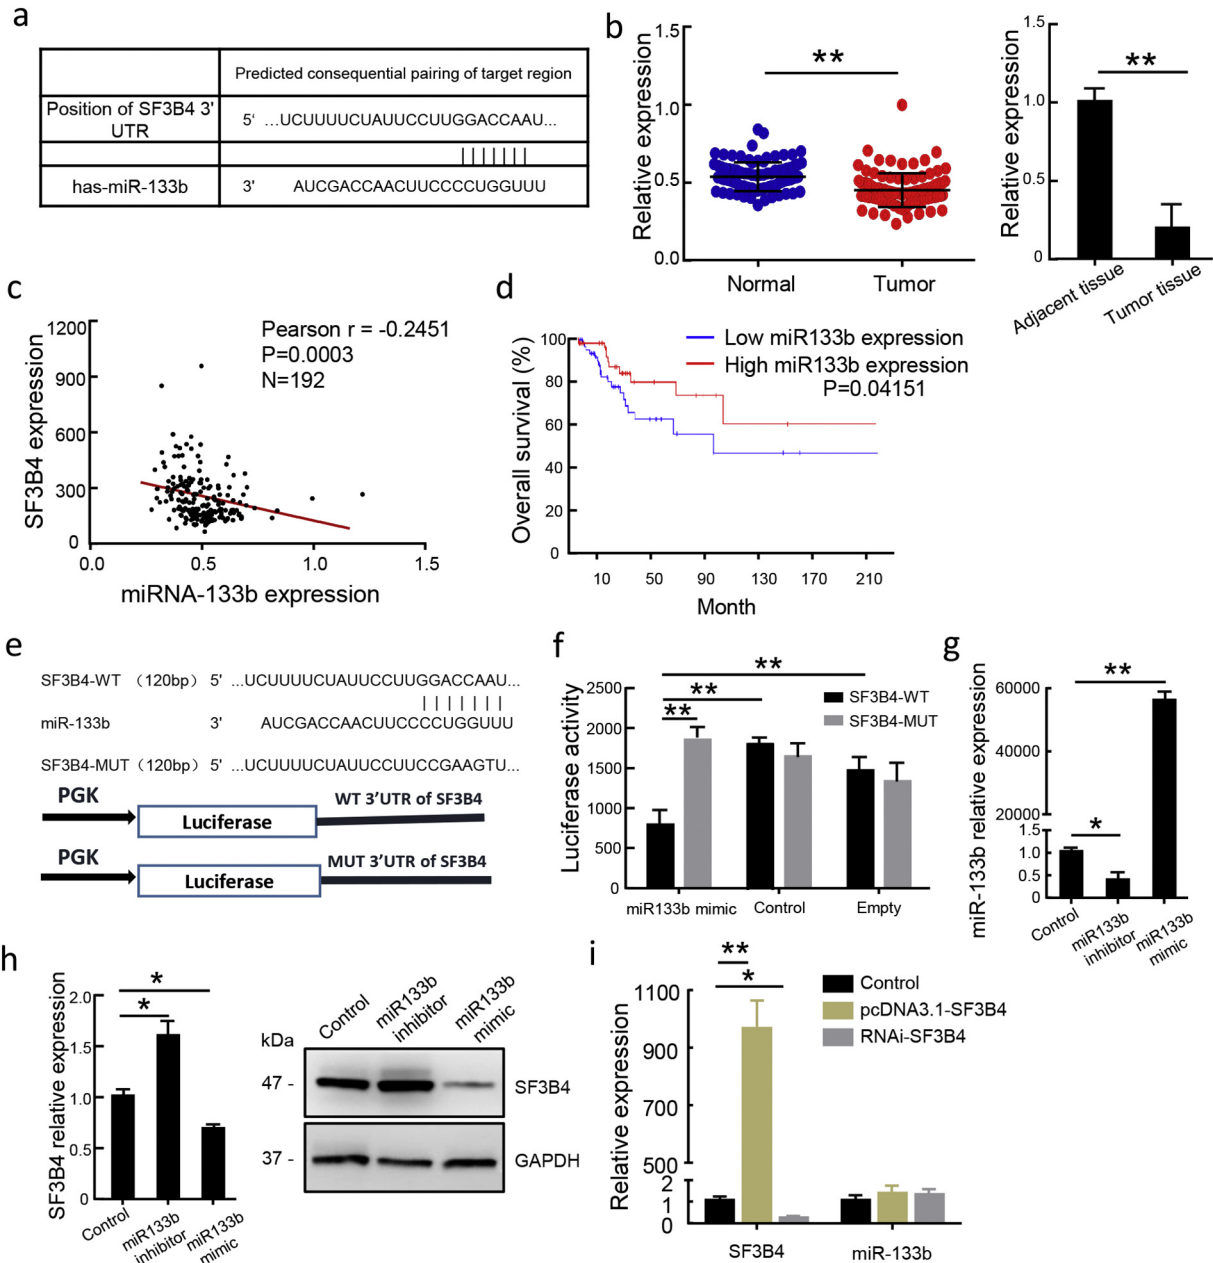 a
Predicted consequential pairing of target region
Position of SF3B4 3'
UTR
5‘ ...UCUUUUCUAUUCCUUGGACCAAU...
has-miR-133b
3' AUCGACCAACUUCCCCUGGUUU
b
Relative expression
1.5
1.0
0.5
0.0
**
Normal
Tumor
Relative expression
1.5
1.0
0.5
0
**
Adjacent tissue
Tumor tissue
c
SF3B4 expression
1200
900
600
300
0
0.0
0.5
1.0
1.5
miRNA-133b expression
Pearson r = -0.2451
P=0.0003
N=192
d
Overall survival (%)
100
80
60
40
20
0
10
50
90
130
170
210
Month
Low miR133b expression
High miR133b expression
P=0.04151
e
SF3B4-WT （120bp） 5' ...UCUUUUCUAUUCCUUGGACCAAU...
miR-133b 3' AUCGACCAACUUCCCCUGGUUU
SF3B4-MUT（120bp） 5' ...UCUUUUCUAUUCCUUCCGAAGTU...
PGK
Luciferase
WT 3’UTR of SF3B4
PGK
Luciferase
MUT 3’UTR of SF3B4
f
Luciferase activity
2500
2000
1500
1000
500
0
**
**
**
SF3B4-WT
SF3B4-MUT
miR133b mimic
Control
Empty
g
miR-133b relative expression
60000
40000
20000
1.5
1.0
0.5
0
**
*
Control
miR133b
inhibitor
miR133b
mimic
h
SF3B4 relative expression
2.0
1.5
1.0
0.5
0
*
*
Control
miR133b
inhibitor
miR133b
mimic
kDa
Control
miR133b
inhibitor
miR133b
mimic
47 -
SF3B4
37 -
GAPDH
i
Relative expression
1100
900
700
500
2
1
0
**
*
Control
pcDNA3.1-SF3B4
RNAi-SF3B4
SF3B4
miR-133b